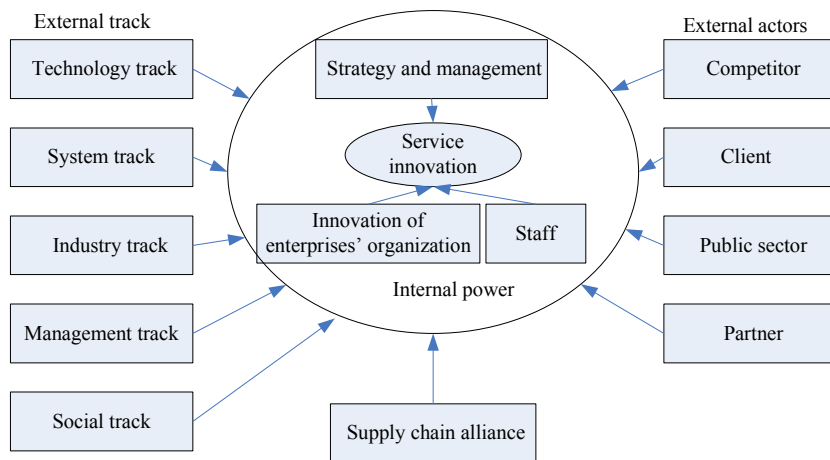 External track
External actors
Technology track
Strategy and management
Competitor
System track
Service
innovation
Client
Industry track
Innovation of
enterprises’ organization
Staff
Public sector
Internal power
Management track
Partner
Social track
Supply chain alliance